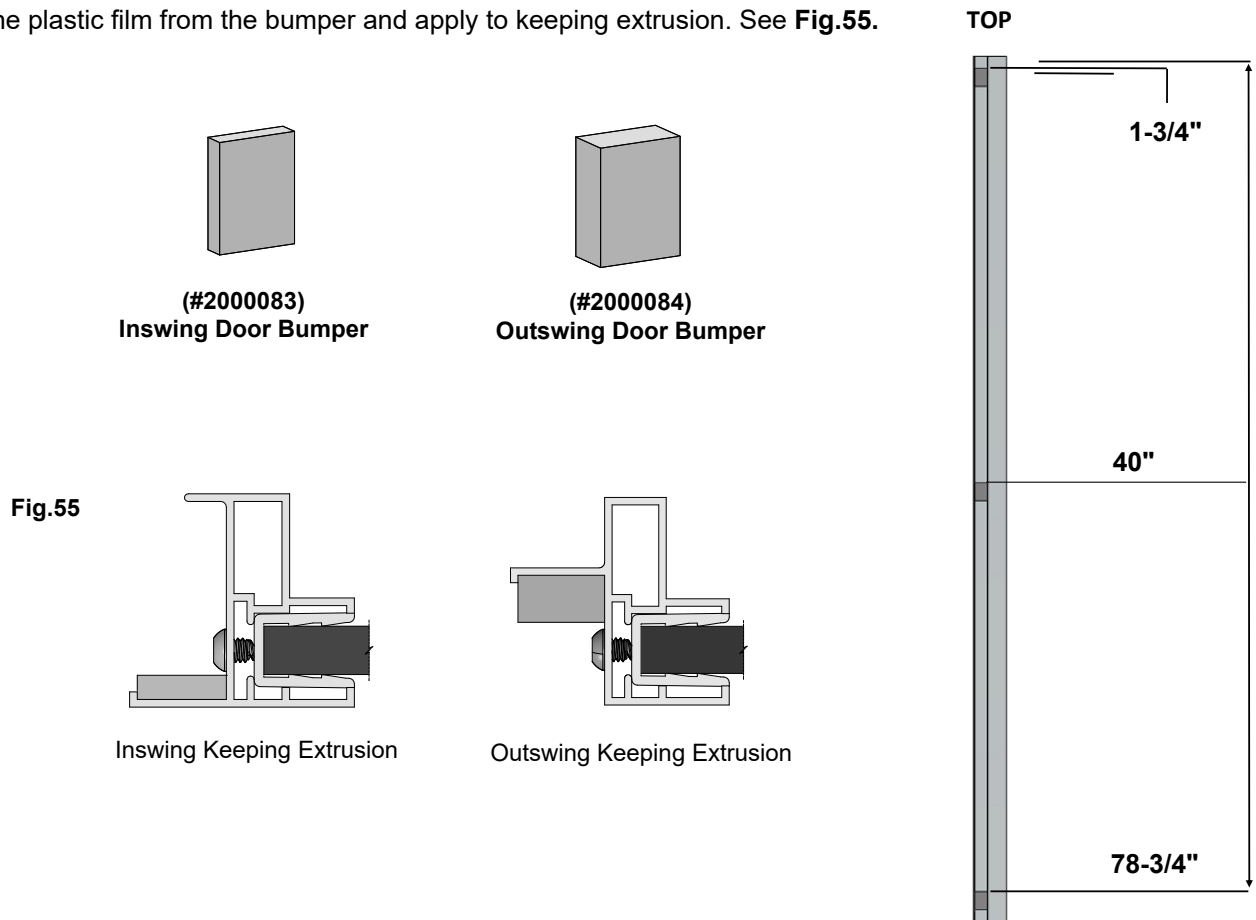 he plastic film from the bumper and apply to keeping extrusion. See Fig.55.
TOP
1-3/4"
(#2000083)
Inswing Door Bumper
(#2000084)
Outswing Door Bumper
40"
Fig.55
Inswing Keeping Extrusion
Outswing Keeping Extrusion
78-3/4"